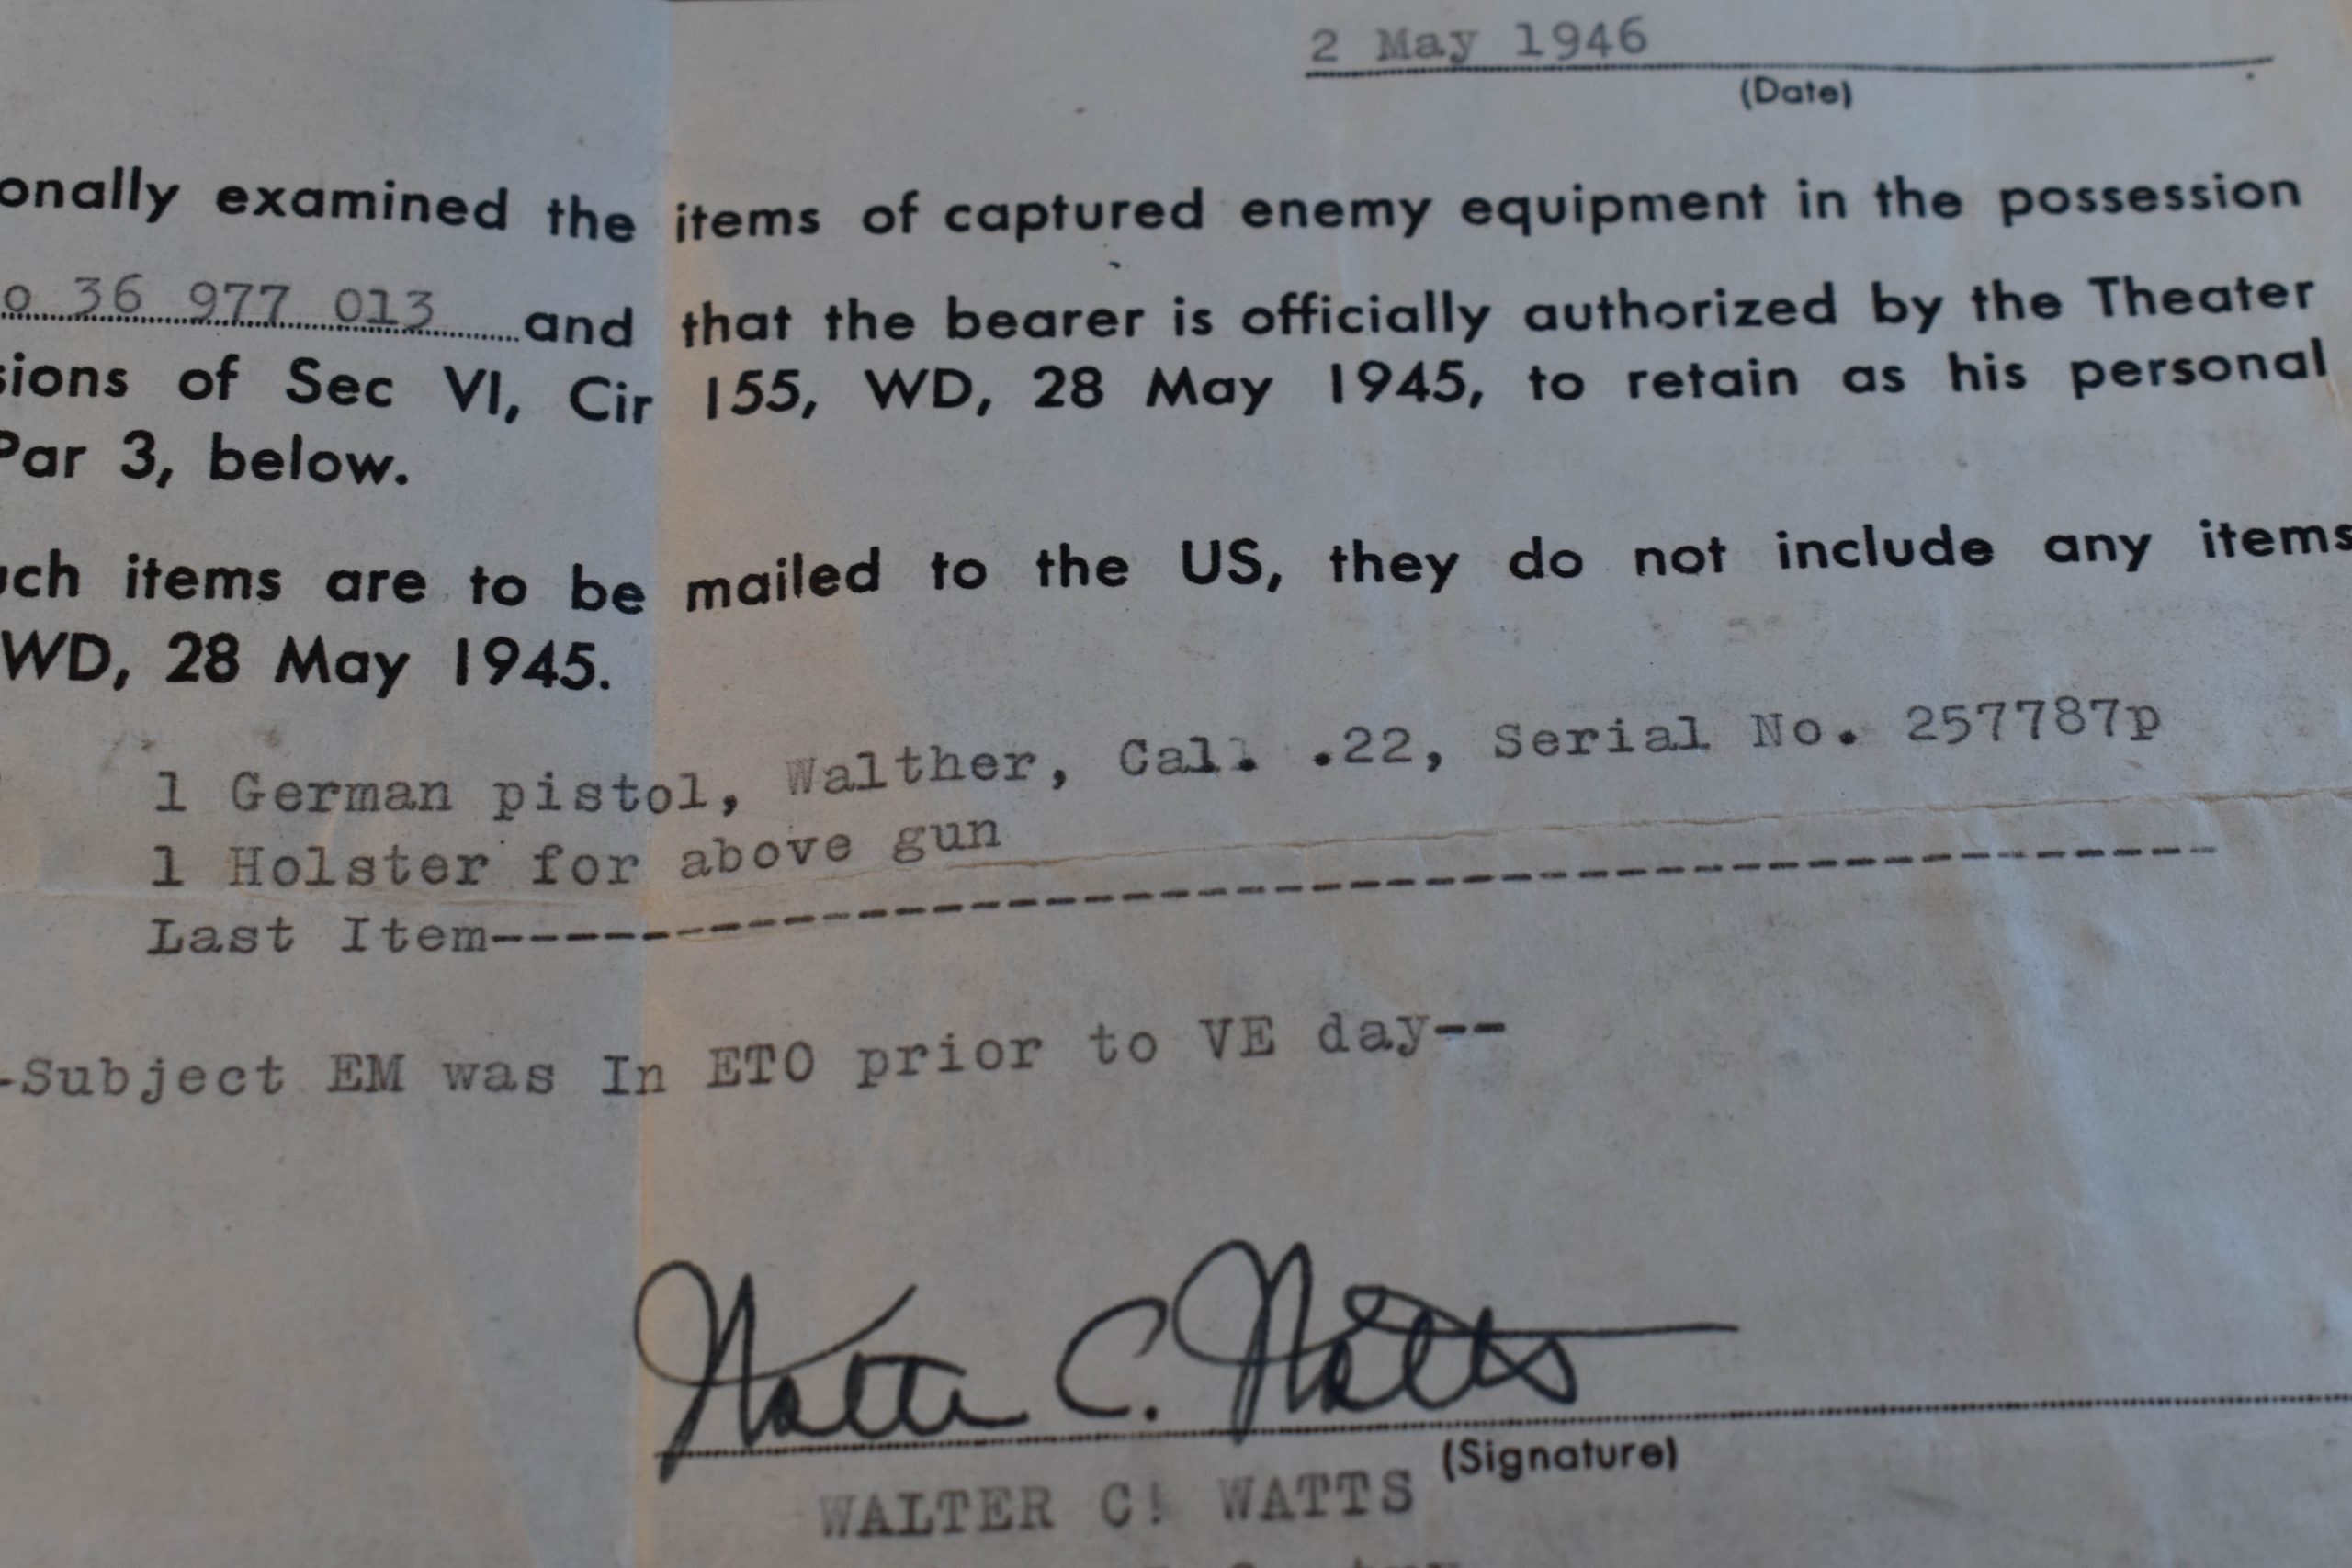 2 May 1946
(Date)
onally examined the items of captured enemy equipment in the possession
o 36 977 013 and that the bearer is officially authorized by the Theater
sions of Sec VI, Cir 155, WD, 28 May 1945, to retain as his personal
Par 3, below.
uch items are to be mailed to the US, they do not include any items
WD, 28 May 1945.
1 German pistol, Walther, Cal. .22, Serial No. 257787p
1 Holster for above gun
Last Item------------------------------
-Subject EM was In ETO prior to VE day--
Walter C. Watts
(Signature)
WALTER C! WATTS